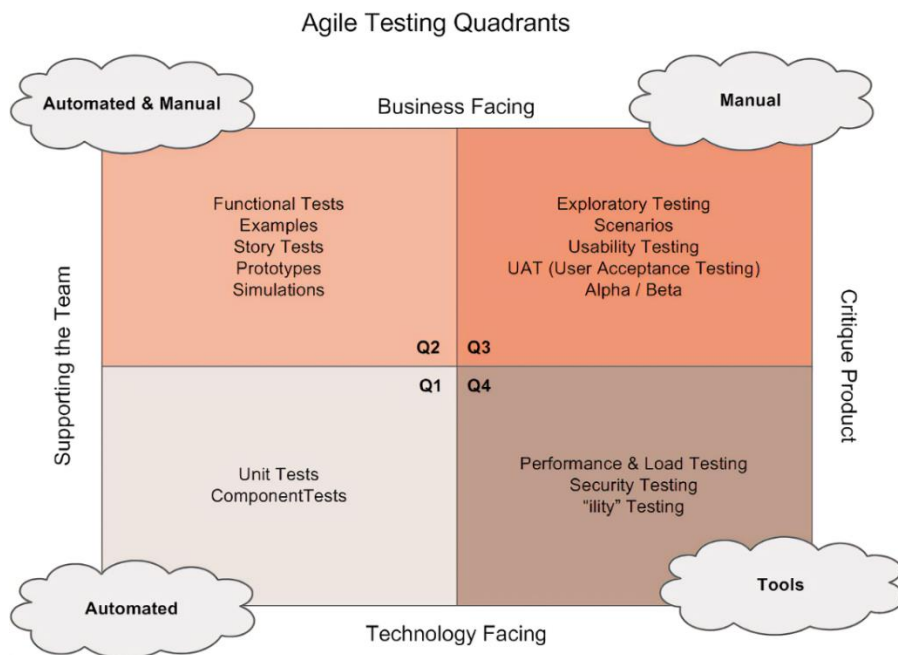 Agile Testing Quadrants
Automated & Manual
Business Facing
Manual
Supporting the Team
Functional Tests
Examples
Story Tests
Prototypes
Simulations
Q2
Exploratory Testing
Scenarios
Usability Testing
UAT (User Acceptance Testing)
Alpha / Beta
Q3
Critique Product
Q1
Unit Tests
ComponentTests
Q4
Performance & Load Testing
Security Testing
“ility” Testing
Automated
Technology Facing
Tools